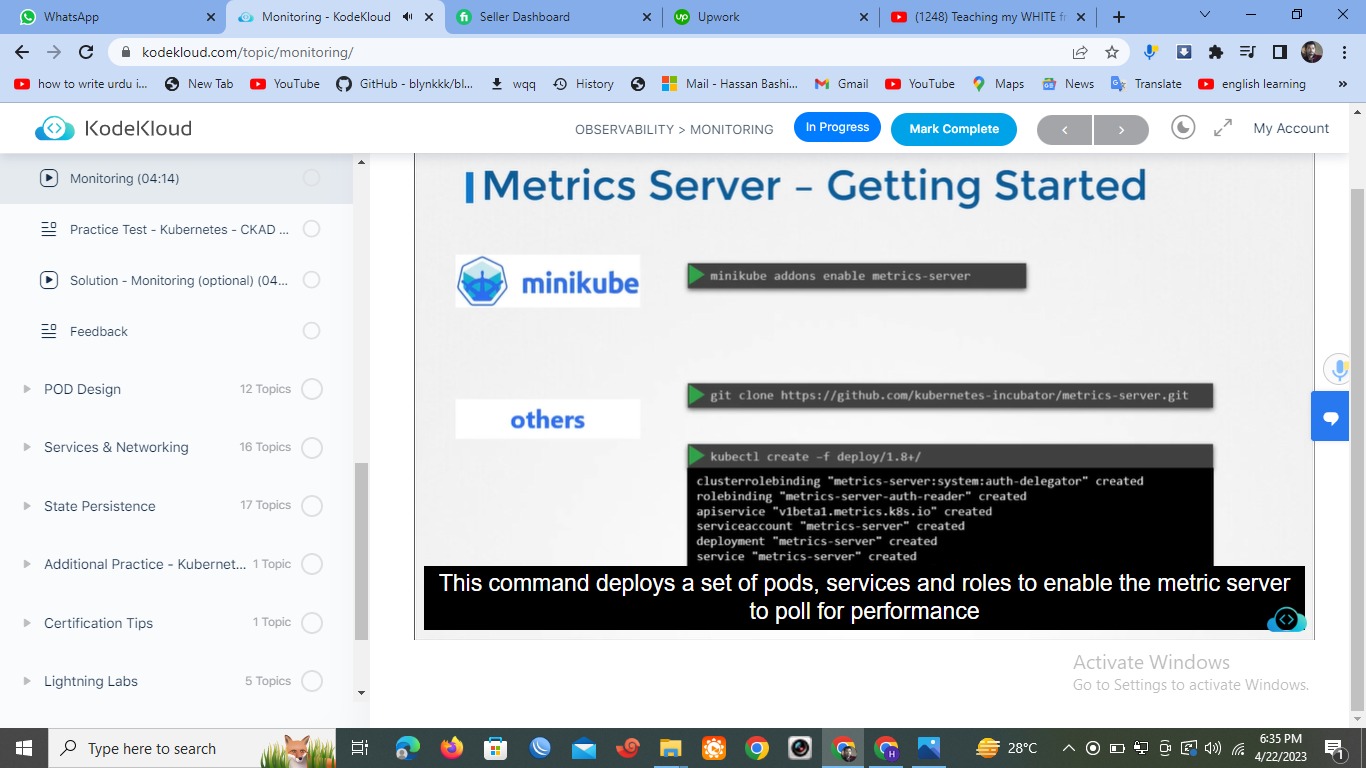 WhatsApp
Monitoring - KodeKloud
Seller Dashboard
Upwork
(1248) Teaching my WHITE fr
kodekloud.com/topic/monitoring/
how to write urdu i...
New Tab
YouTube
GitHub - blynkkk/bl...
wqq
History
Mail - Hassan Bashi...
Gmail
YouTube
Maps
News
Translate
english learning
»
KodeKloud
OBSERVABILITY > MONITORING
In Progress
Mark Complete
My Account
Monitoring (04:14)
Practice Test - Kubernetes - CKAD ...
Solution - Monitoring (optional) (04...
Feedback
POD Design 12 Topics
Services & Networking 16 Topics
State Persistence 17 Topics
Additional Practice - Kubernet... 1 Topic
Certification Tips 1 Topic
Lightning Labs 5 Topics
Metrics Server – Getting Started
minikube
minikube addons enable metrics-server
others
git clone https://github.com/kubernetes-incubator/metrics-server.git
kubectl create –f deploy/1.8+/
clusterrolebinding "metrics-server:system:auth-delegator" created
rolebinding "metrics-server-auth-reader" created
apiservice "v1beta1.metrics.k8s.io" created
serviceaccount "metrics-server" created
deployment "metrics-server" created
service "metrics-server" created
This command deploys a set of pods, services and roles to enable the metric server
to poll for performance
Activate Windows
Go to Settings to activate Windows.
Type here to search
28°C
6:35 PM
4/22/2023
1